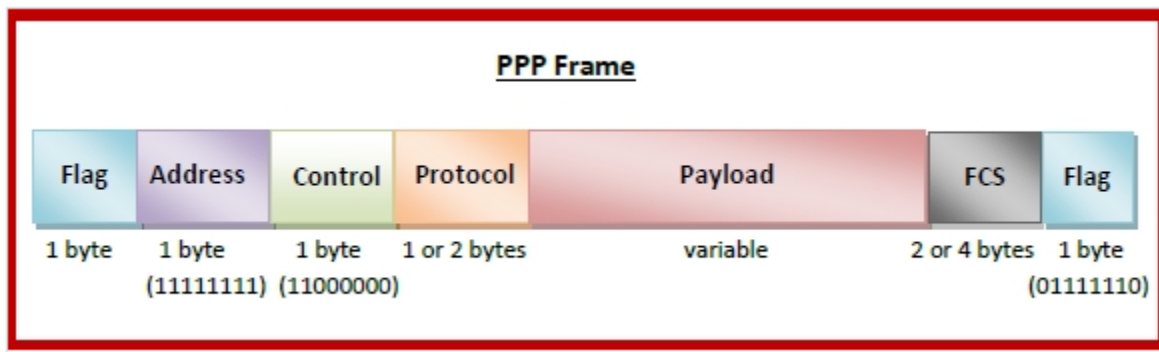 PPP Frame
Flag Address Control Protocol Payload FCS Flag
1 byte 1 byte 1 byte 1 or 2 bytes variable 2 or 4 bytes 1 byte
(11111111) (11000000) (01111110)